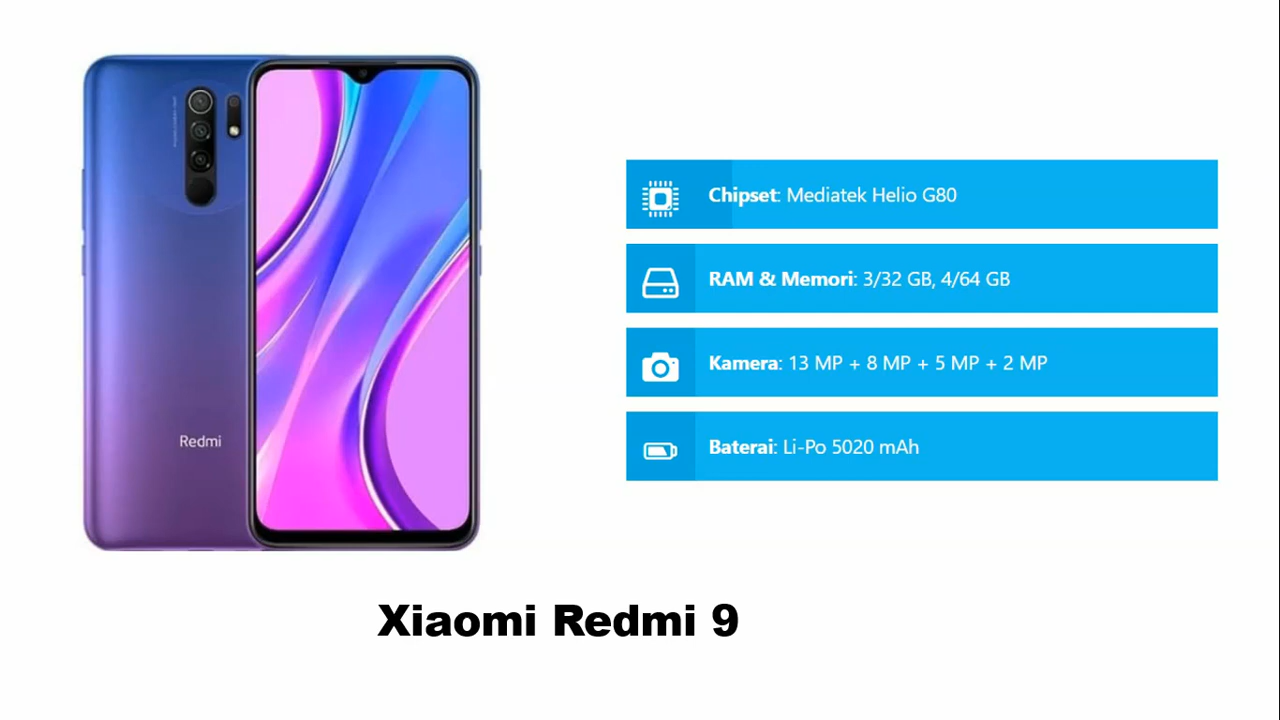 Redmi
Chipset: Mediatek Helio G80
RAM & Memori: 3/32 GB, 4/64 GB
Kamera: 13 MP + 8 MP + 5 MP + 2 MP
Baterai: Li-Po 5020 mAh
Xiaomi Redmi 9